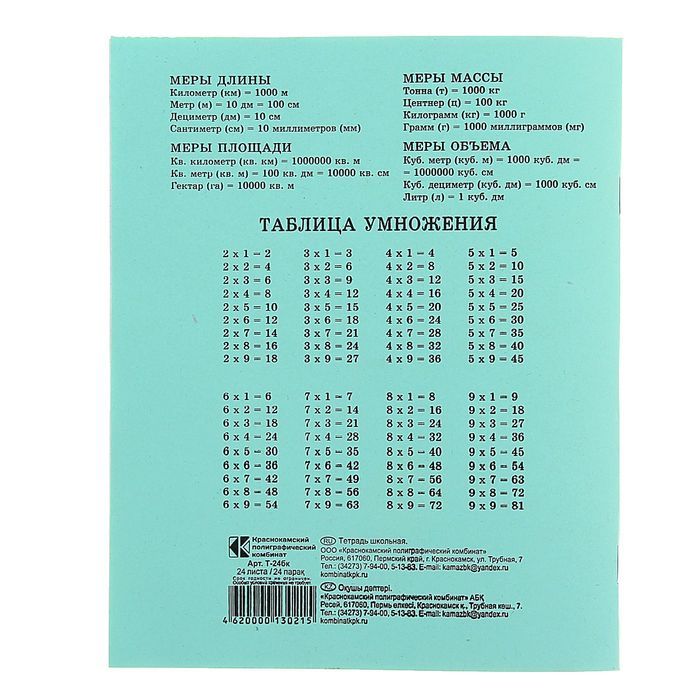 МЕРЫ ДЛИНЫ
Километр (км) = 1000 м
Метр (м) = 10 дм = 100 см
Дециметр (дм) = 10 см
Сантиметр (см) = 10 миллиметров (мм)
МЕРЫ ПЛОЩАДИ
Кв. километр (кв. км) = 1000000 кв. м
Кв. метр (кв. м) = 100 кв. дм = 10000 кв. см
Гектар (га) = 10000 кв. м
МЕРЫ МАССЫ
Тонна (т) = 1000 кг
Центнер (ц) = 100 кг
Килограмм (кг) = 1000 г
Грамм (г) = 1000 миллиграммов (мг)
МЕРЫ ОБЪЕМА
Куб. метр (куб. м) = 1000 куб. дм =
= 1000000 куб. см
Куб. дециметр (куб. дм) = 1000 куб. см
Литр (л) = 1 куб. дм
ТАБЛИЦА УМНОЖЕНИЯ
2 x 1 = 2 3 x 1 = 3 4 x 1 = 4 5 x 1 = 5
2 x 2 = 4 3 x 2 = 6 4 x 2 = 8 5 x 2 = 10
2 x 3 = 6 3 x 3 = 9 4 x 3 = 12 5 x 3 = 15
2 x 4 = 8 3 x 4 = 12 4 x 4 = 16 5 x 4 = 20
2 x 5 = 10 3 x 5 = 15 4 x 5 = 20 5 x 5 = 25
2 x 6 = 12 3 x 6 = 18 4 x 6 = 24 5 x 6 = 30
2 x 7 = 14 3 x 7 = 21 4 x 7 = 28 5 x 7 = 35
2 x 8 = 16 3 x 8 = 24 4 x 8 = 32 5 x 8 = 40
2 x 9 = 18 3 x 9 = 27 4 x 9 = 36 5 x 9 = 45
6 x 1 = 6 7 x 1 = 7 8 x 1 = 8 9 x 1 = 9
6 x 2 = 12 7 x 2 = 14 8 x 2 = 16 9 x 2 = 18
6 x 3 = 18 7 x 3 = 21 8 x 3 = 24 9 x 3 = 27
6 x 4 = 24 7 x 4 = 28 8 x 4 = 32 9 x 4 = 36
6 x 5 = 30 7 x 5 = 35 8 x 5 = 40 9 x 5 = 45
6 x 6 = 36 7 x 6 = 42 8 x 6 = 48 9 x 6 = 54
6 x 7 = 42 7 x 7 = 49 8 x 7 = 56 9 x 7 = 63
6 x 8 = 48 7 x 8 = 56 8 x 8 = 64 9 x 8 = 72
6 x 9 = 54 7 x 9 = 63 8 x 9 = 72 9 x 9 = 81
Краснокамский
полиграфический
комбинат
Арт. Т-24бк
24 листа / 24 парақ
Срок годности не ограничен.
Особых условий хранения не требует.
4 620000 130215
RU Тетрадь школьная.
ООО «Краснокамский полиграфический комбинат»
Россия, 617060, Пермский край, г. Краснокамск, ул. Трубная, 7
Тел.: (34273) 7-94-00, 5-13-83. E-mail: kamazbk@yandex.ru
kombinatkpk.ru
KZ Оқушы дәптері.
«Краснокамский полиграфический комбинат» АБҚ
Ресей, 617060, Пермь өлкесі, Краснокамск қ., Трубная кеш., 7.
Тел.: (34273) 7-94-00, 5-13-83. E-mail: kamazbk@yandex.ru
kombinatkpk.ru